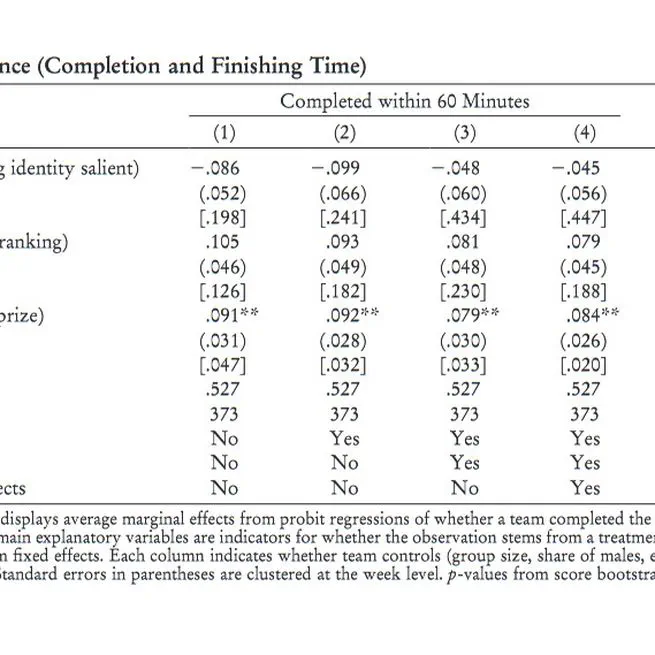 nce (Completion and Finishing Time)
Completed within 60 Minutes
(1) (2) (3) (4)
g identity salient) −.086 −.099 −.048 −.045
(.052) (.066) (.060) (.056)
[.198] [.241] [.434] [.447]
ranking) .105 .093 .081 .079
(.046) (.049) (.048) (.045)
[.126] [.182] [.230] [.188]
prize) .091** .092** .079** .084**
(.031) (.028) (.030) (.026)
[.047] [.032] [.033] [.020]
.527 .527 .527 .527
373 373 373 373
No Yes Yes Yes
No No Yes Yes
ects No No No Yes
displays average marginal effects from probit regressions of whether a team completed the
main explanatory variables are indicators for whether the observation stems from a treatme
n fixed effects. Each column indicates whether team controls (group size, share of males, e
Standard errors in parentheses are clustered at the week level. p-values from score bootstra